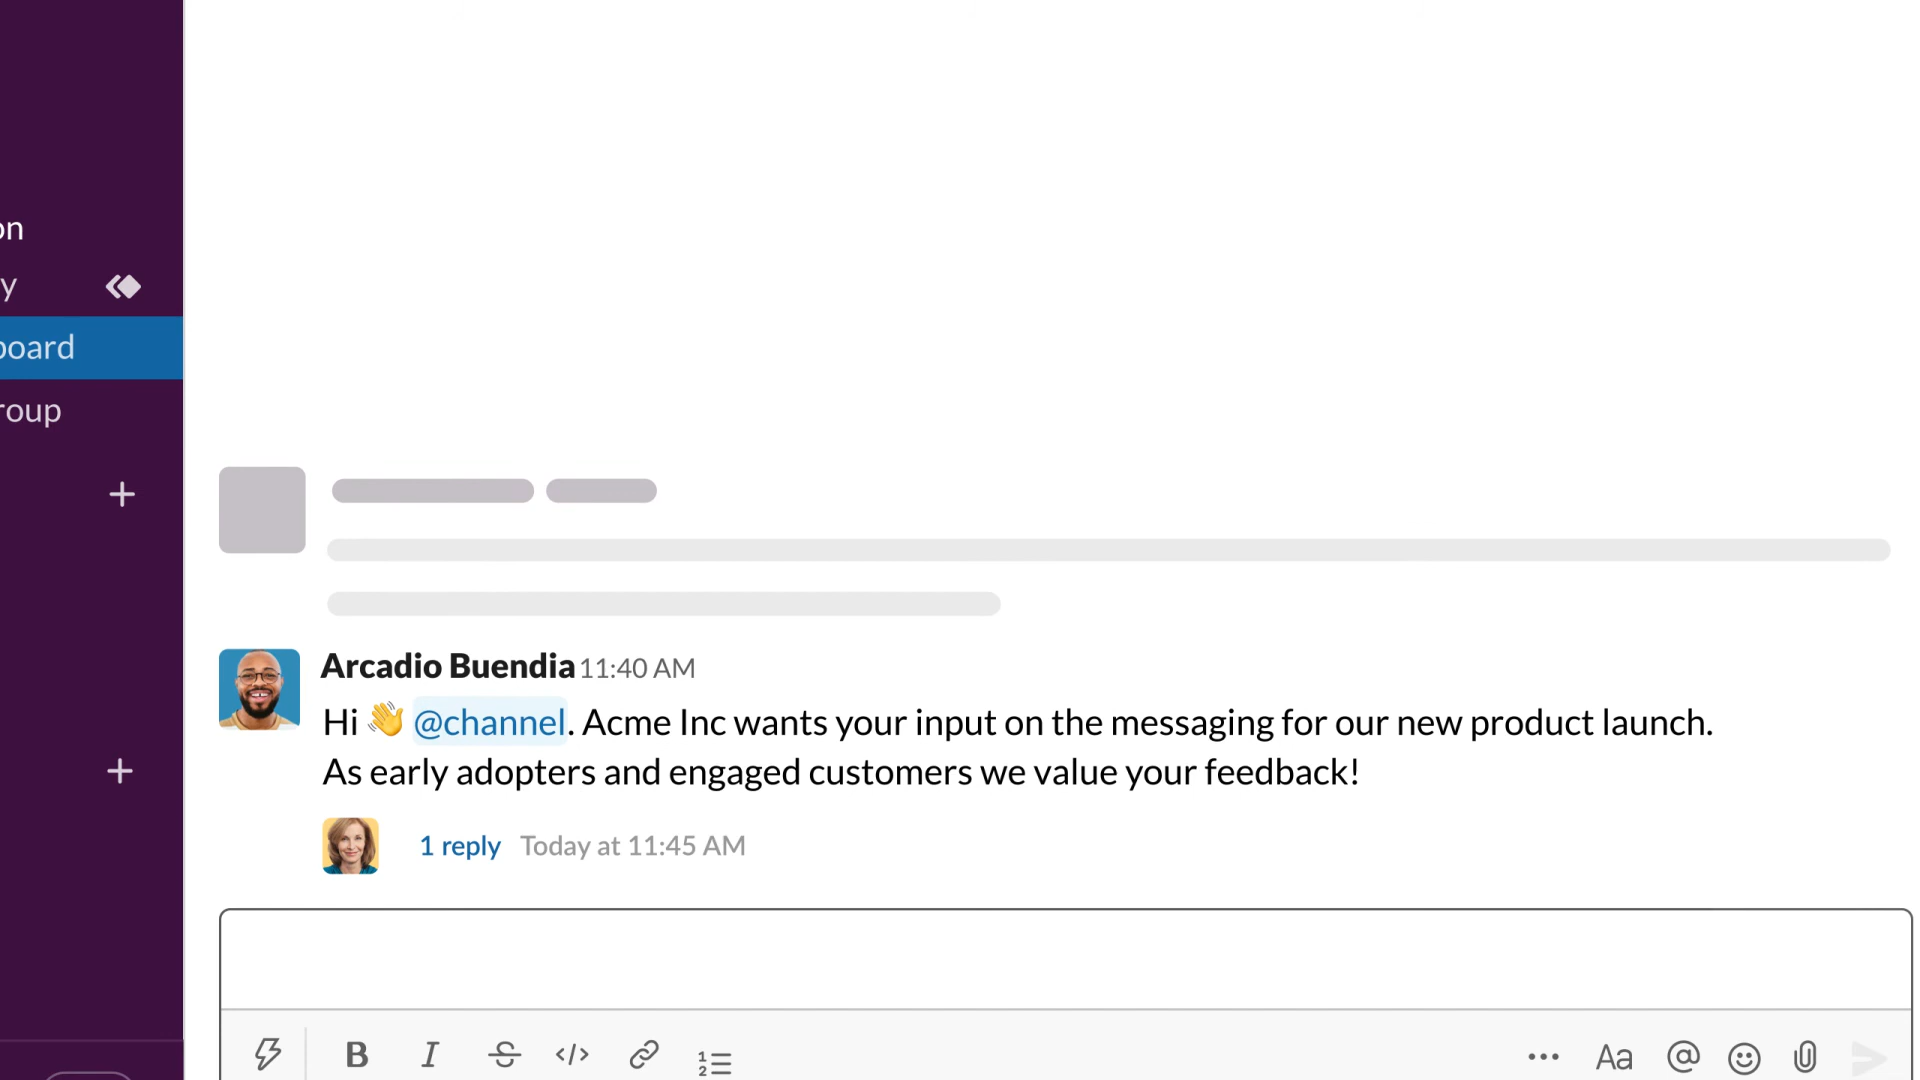 on
y
board
roup
Arcadio Buendia 11:40 AM
Hi 👋 @channel. Acme Inc wants your input on the messaging for our new product launch.
As early adopters and engaged customers we value your feedback!
1 reply Today at 11:45 AM
B I S </> Aa @